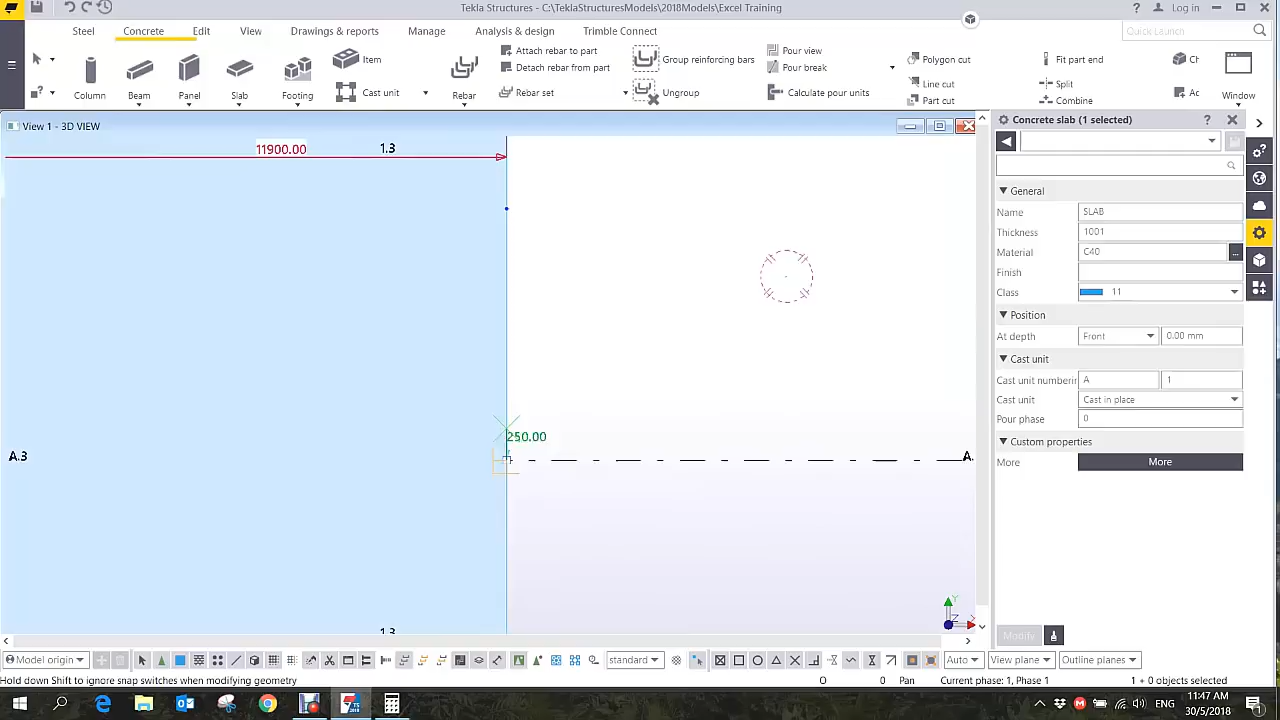 Tekla Structures - C:\TeklaStructuresModels\2018Models\Excel Training
Log in
Steel
Concrete
Edit
View
Drawings & reports
Manage
Analysis & design
Trimble Connect
Quick Launch
Column
Beam
Panel
Slab
Footing
Item
Cast unit
Rebar
Attach rebar to part
Detach rebar from part
Rebar set
Group reinforcing bars
Ungroup
Pour view
Pour break
Calculate pour units
Polygon cut
Line cut
Part cut
Fit part end
Split
Combine
Cł
Ac
Window
View 1 - 3D VIEW
11900.00
1.3
250.00
A.3
A.
1.3
Y
Z
X
Concrete slab (1 selected)
General
Name SLAB
Thickness 1001
Material C40
Finish
Class 11
Position
At depth Front 0.00 mm
Cast unit
Cast unit numberir A 1
Cast unit Cast in place
Pour phase 0
Custom properties
More More
Modify
Model origin
standard
Auto
View plane
Outline planes
Hold down Shift to ignore snap switches when modifying geometry
O
0
Pan
Current phase: 1, Phase 1
1 + 0 objects selected
ENG
11:47 AM
30/5/2018